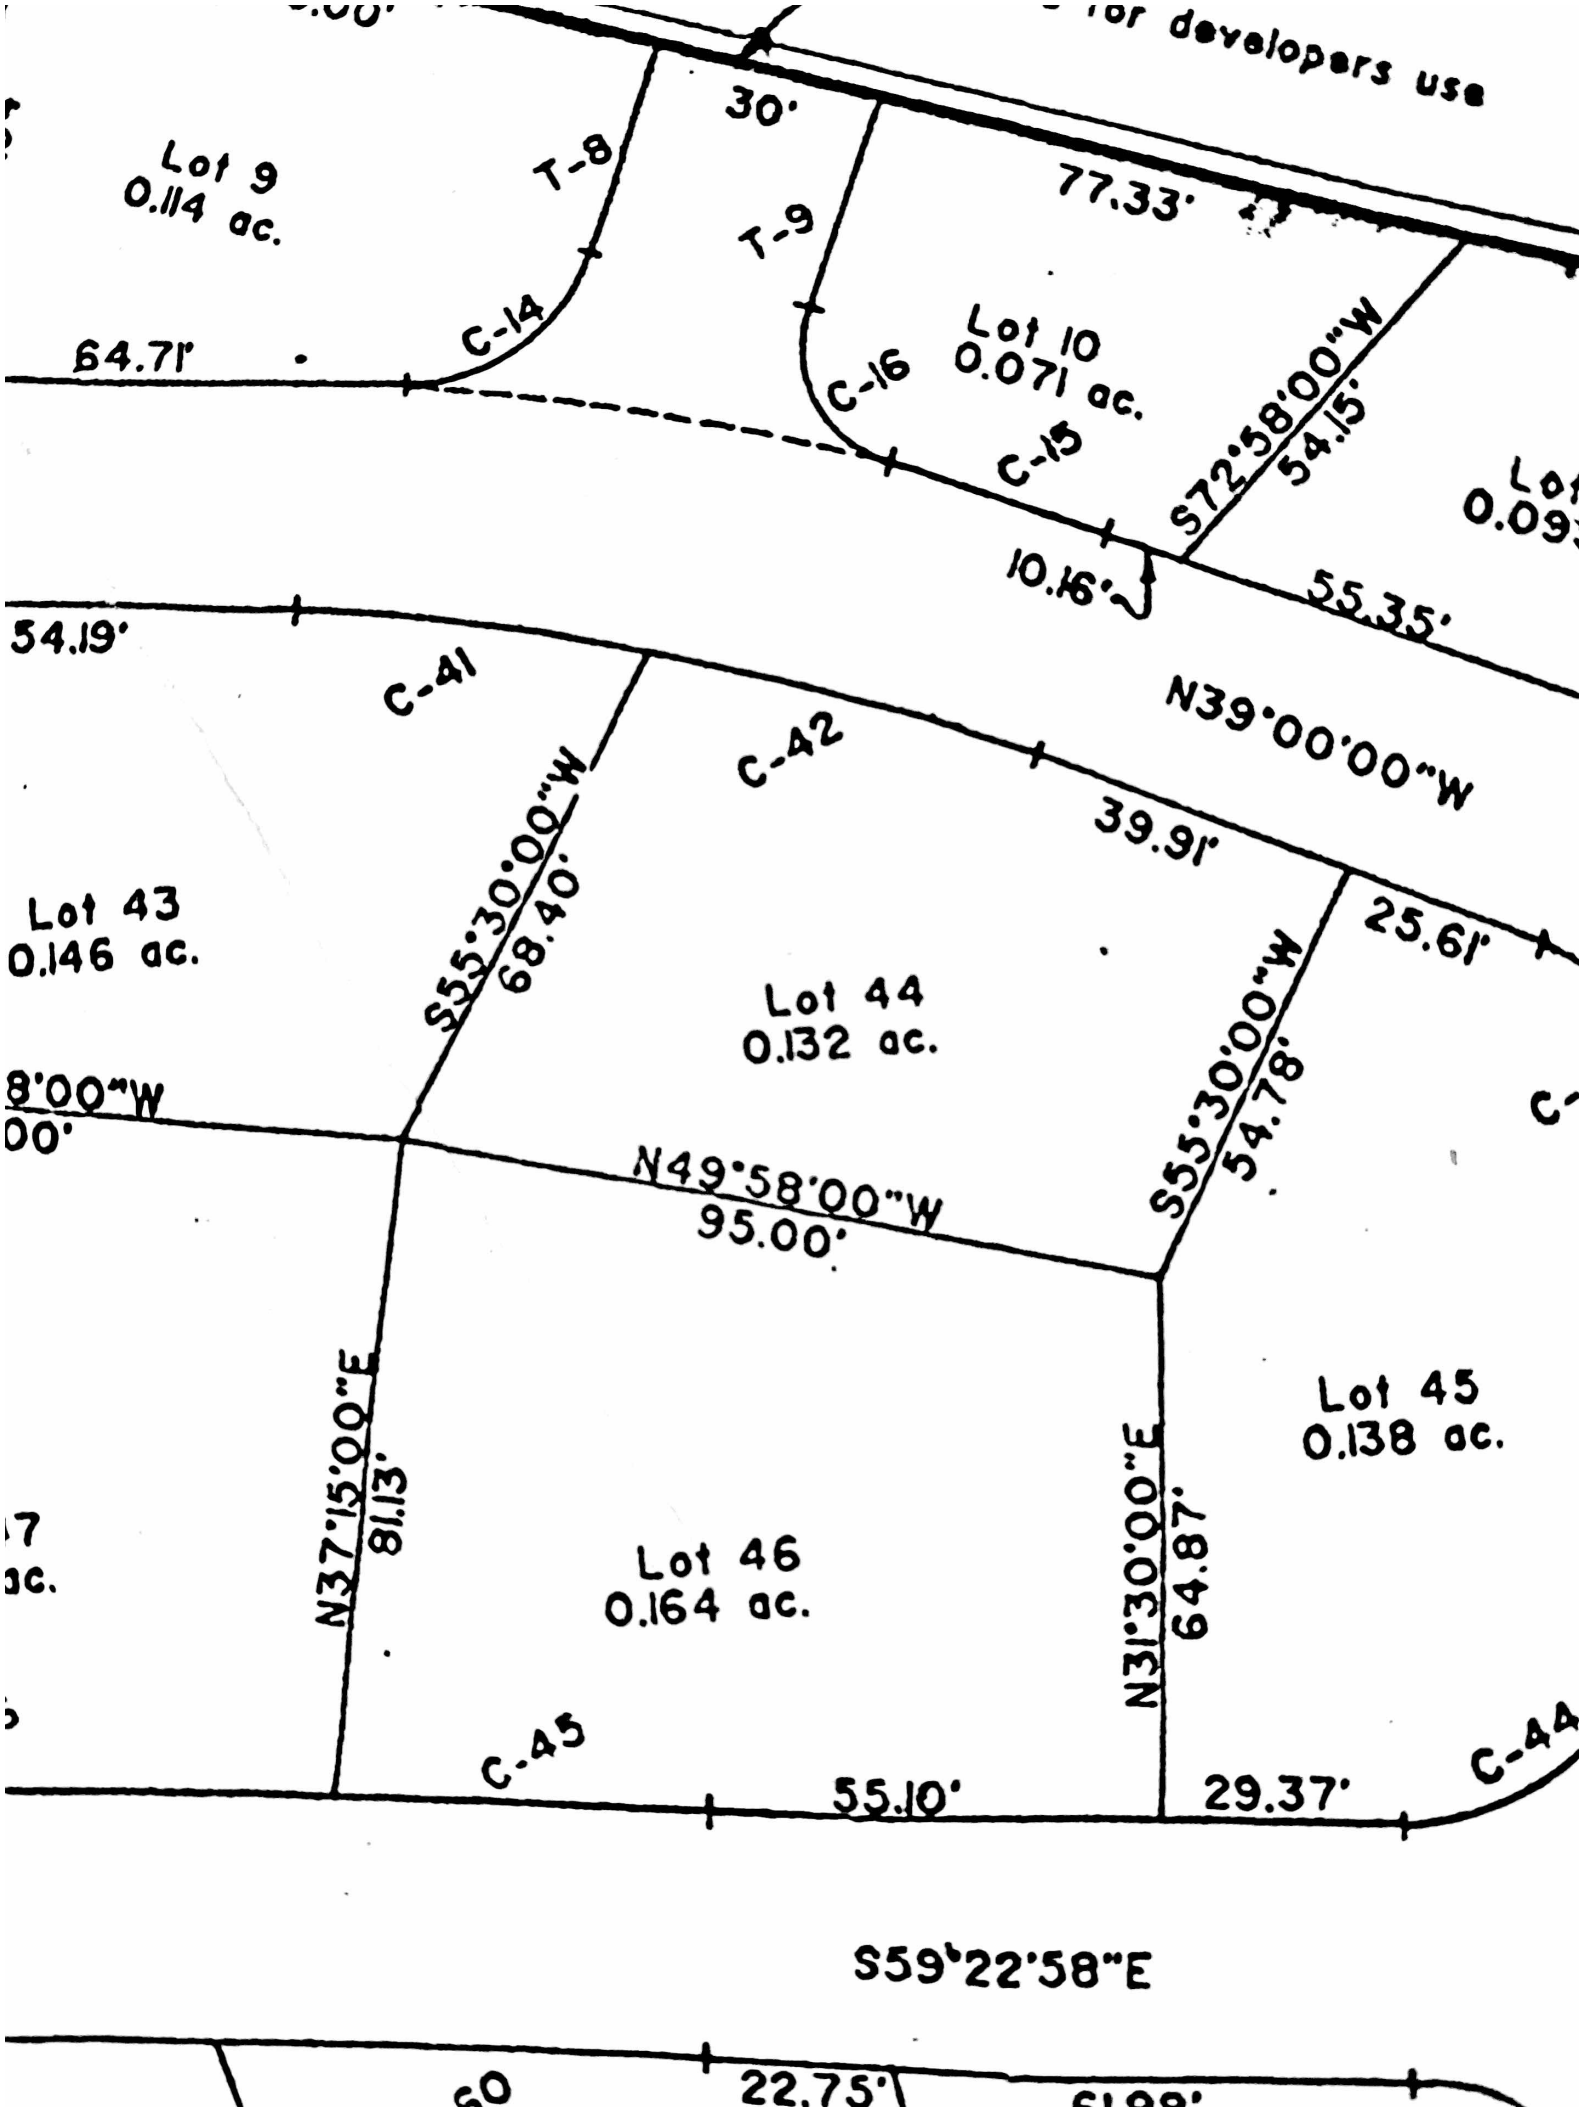 for developers use
30'
T-8
Lot 9
0.114 ac.
77.33'
T-9
C-14
64.71'
Lot 10
0.071 ac.
C-16
C-15
S72°58'00"W
54.15'
10.16'
55.35'
54.19'
C-41
N39°00'00"W
C-42
39.91'
25.61'
S55°30'00"W
68.40'
Lot 43
0.146 ac.
Lot 44
0.132 ac.
S55°30'00"W
54.78'
8'00"W
00'
N49°58'00"W
95.00'
N37°15'00"E
81.13'
Lot 45
0.138 ac.
N31°30'00"E
64.87'
Lot 46
0.164 ac.
C-45
C-44
55.10'
29.37'
S59°22'58"E
60
22.75'